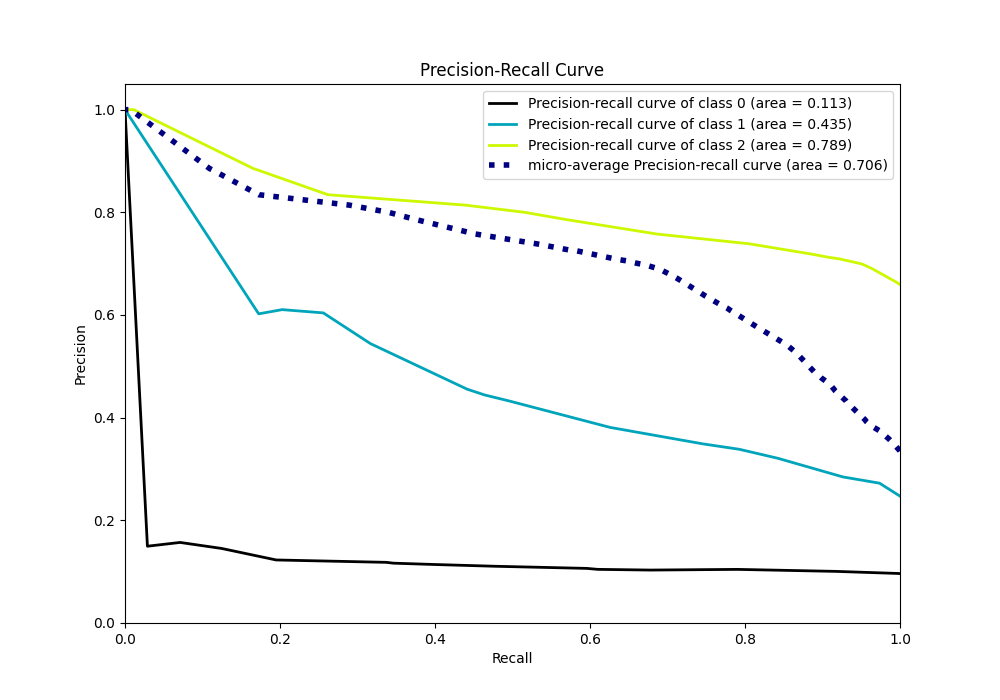 Precision-Recall Curve
Precision-recall curve of class 0 (area = 0.113)
Precision-recall curve of class 1 (area = 0.435)
Precision-recall curve of class 2 (area = 0.789)
micro-average Precision-recall curve (area = 0.706)
1.0
0.8
0.6
0.4
0.2
0.0
Precision
0.0 0.2 0.4 0.6 0.8 1.0
Recall